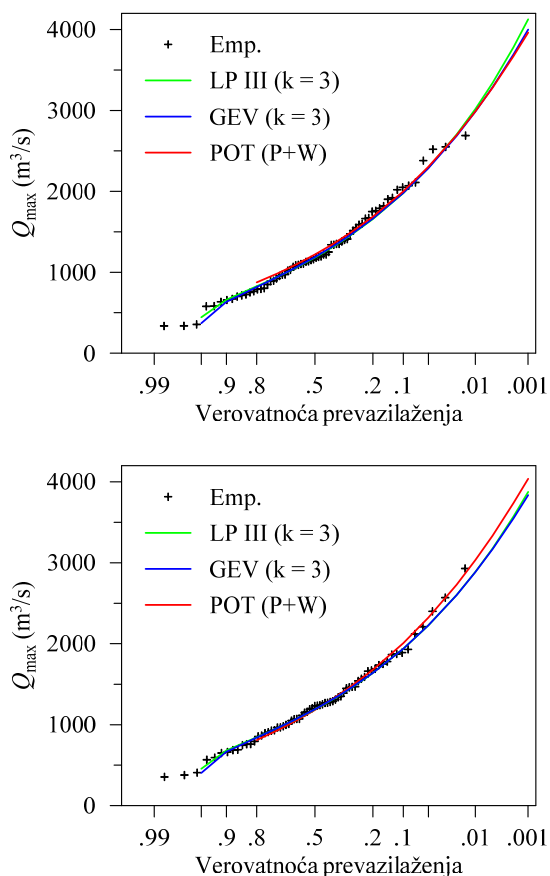 4000
3000
2000
1000
0
Qmax (m³/s)
Emp.
LP III (k = 3)
GEV (k = 3)
POT (P+W)
.99 .9 .8 .5 .2 .1 .01 .001
Verovatnoća prevazilaženja
4000
3000
2000
1000
0
Qmax (m³/s)
Emp.
LP III (k = 3)
GEV (k = 3)
POT (P+W)
.99 .9 .8 .5 .2 .1 .01 .001
Verovatnoća prevazilaženja